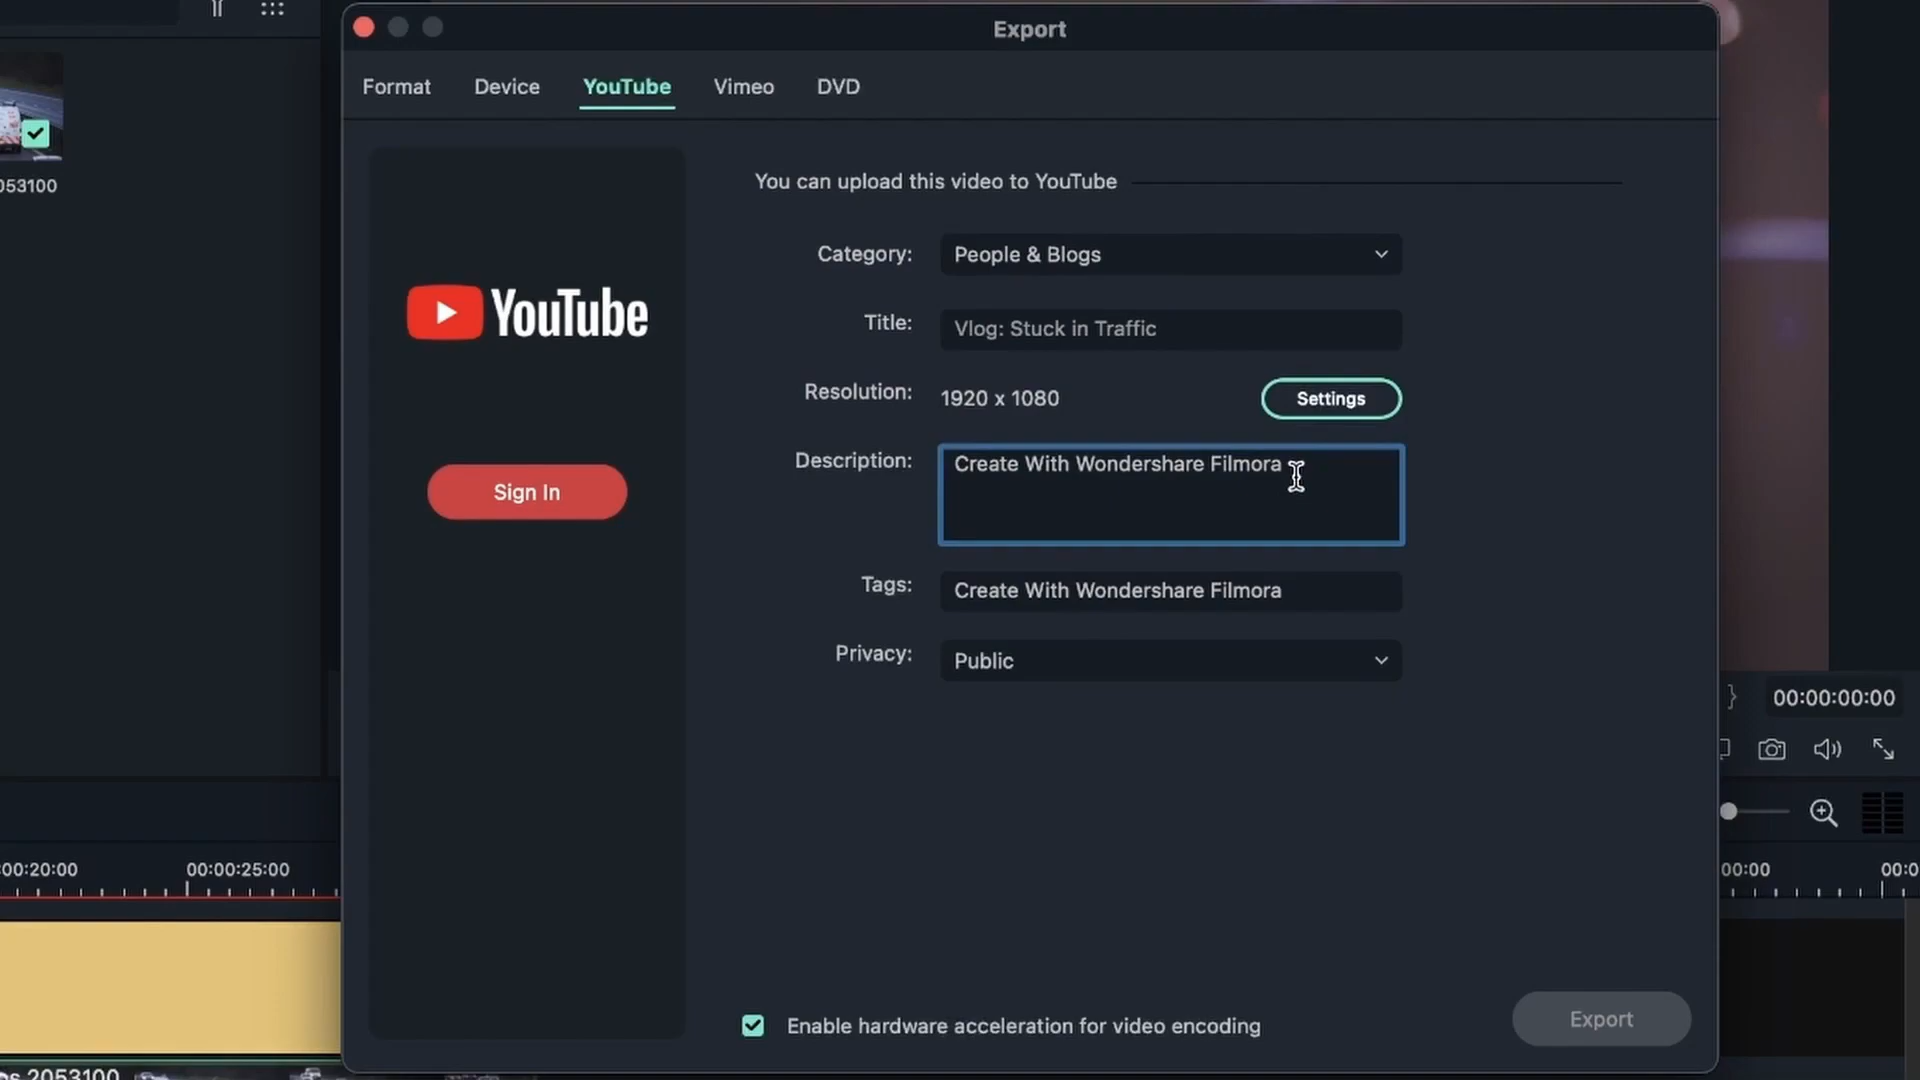 Export
Format Device YouTube Vimeo DVD
053100
You can upload this video to YouTube
Category: People & Blogs
YouTube
Title: Vlog: Stuck in Traffic
Resolution: 1920 x 1080 Settings
Description: Create With Wondershare Filmora
Sign In
Tags: Create With Wondershare Filmora
Privacy: Public
00:00:00:00
:00:20:00 00:00:25:00 00:00 00:0
Enable hardware acceleration for video encoding
Export
os 2053100